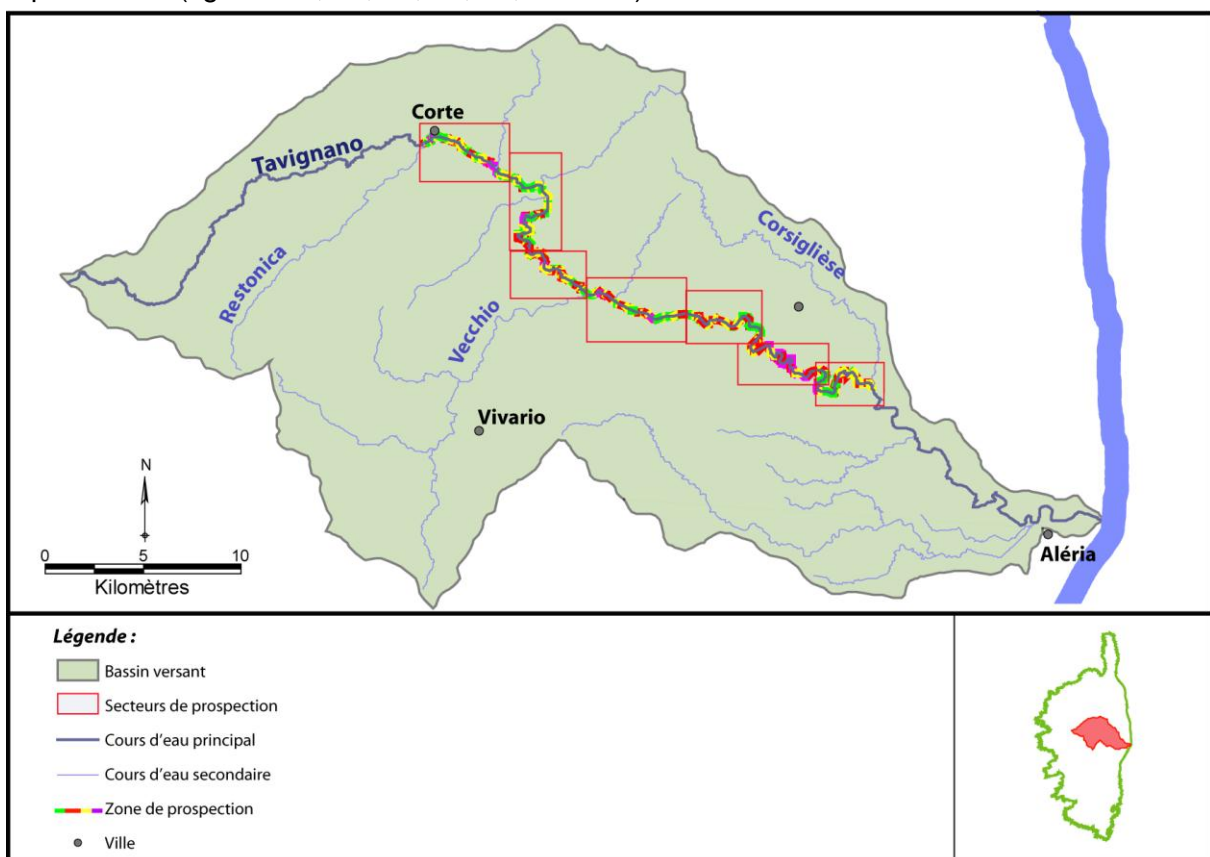 Corte
Tavignano
Restonica
Vecchio
Corsiglièse
Vivario
Aléria
N
0 5 10
Kilomètres
Légende :
Bassin versant
Secteurs de prospection
Cours d'eau principal
Cours d'eau secondaire
Zone de prospection
Ville